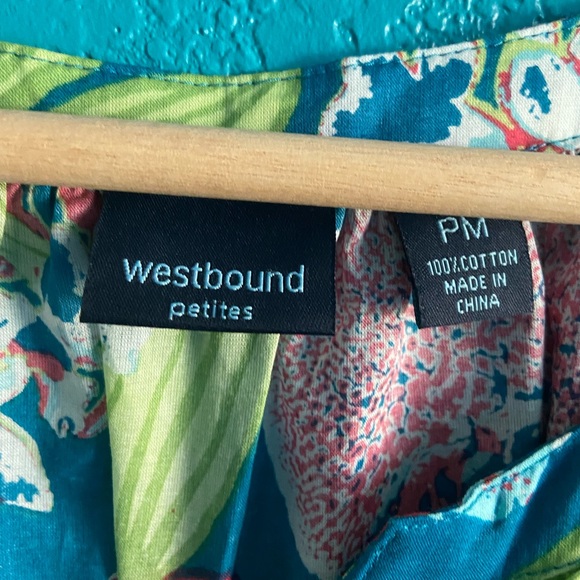 westbound
petites
PM
100% COTTON
MADE IN
CHINA